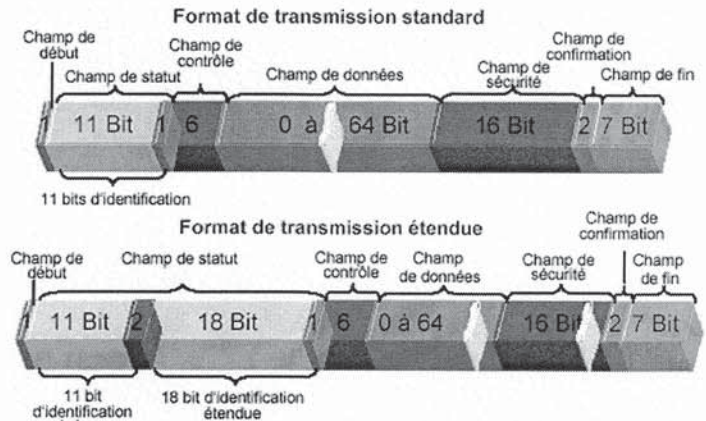 Format de transmission standard
Champ de début
Champ de statut
Champ de contrôle
Champ de données
Champ de sécurité
Champ de confirmation
Champ de fin
1 11 Bit 1 6 0 à 64 Bit 16 Bit 2 7 Bit
11 bits d'identification
Format de transmission étendue
Champ de début
Champ de statut
Champ de contrôle
Champ de données
Champ de sécurité
Champ de confirmation
Champ de fin
1 11 Bit 2 18 Bit 1 6 0 à 64 16 Bit 2 7 Bit
11 bit d'identification
18 bit d'identification étendue